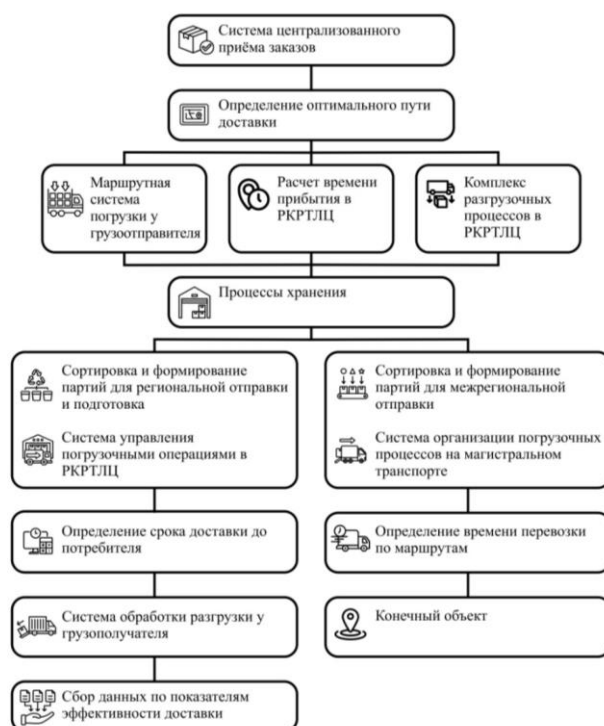 Система централизованного
приёма заказов
Определение оптимального пути
доставки
Маршрутная
система
погрузки у
грузоотправителя
Расчет времени
прибытия в
РКРТЛЦ
Комплекс
разгрузочных
процессов в
РКРТЛЦ
Процессы хранения
Сортировка и формирование
партий для региональной отправки
и подготовка
Система управления
погрузочными операциями в
РКРТЛЦ
Сортировка и формирование
партий для межрегиональной
отправки
Система организации погрузочных
процессов на магистральном
транспорте
Определение срока доставки до
потребителя
Определение времени перевозки
по маршрутам
Система обработки разгрузки у
грузополучателя
Конечный объект
Сбор данных по показателям
эффективности доставки